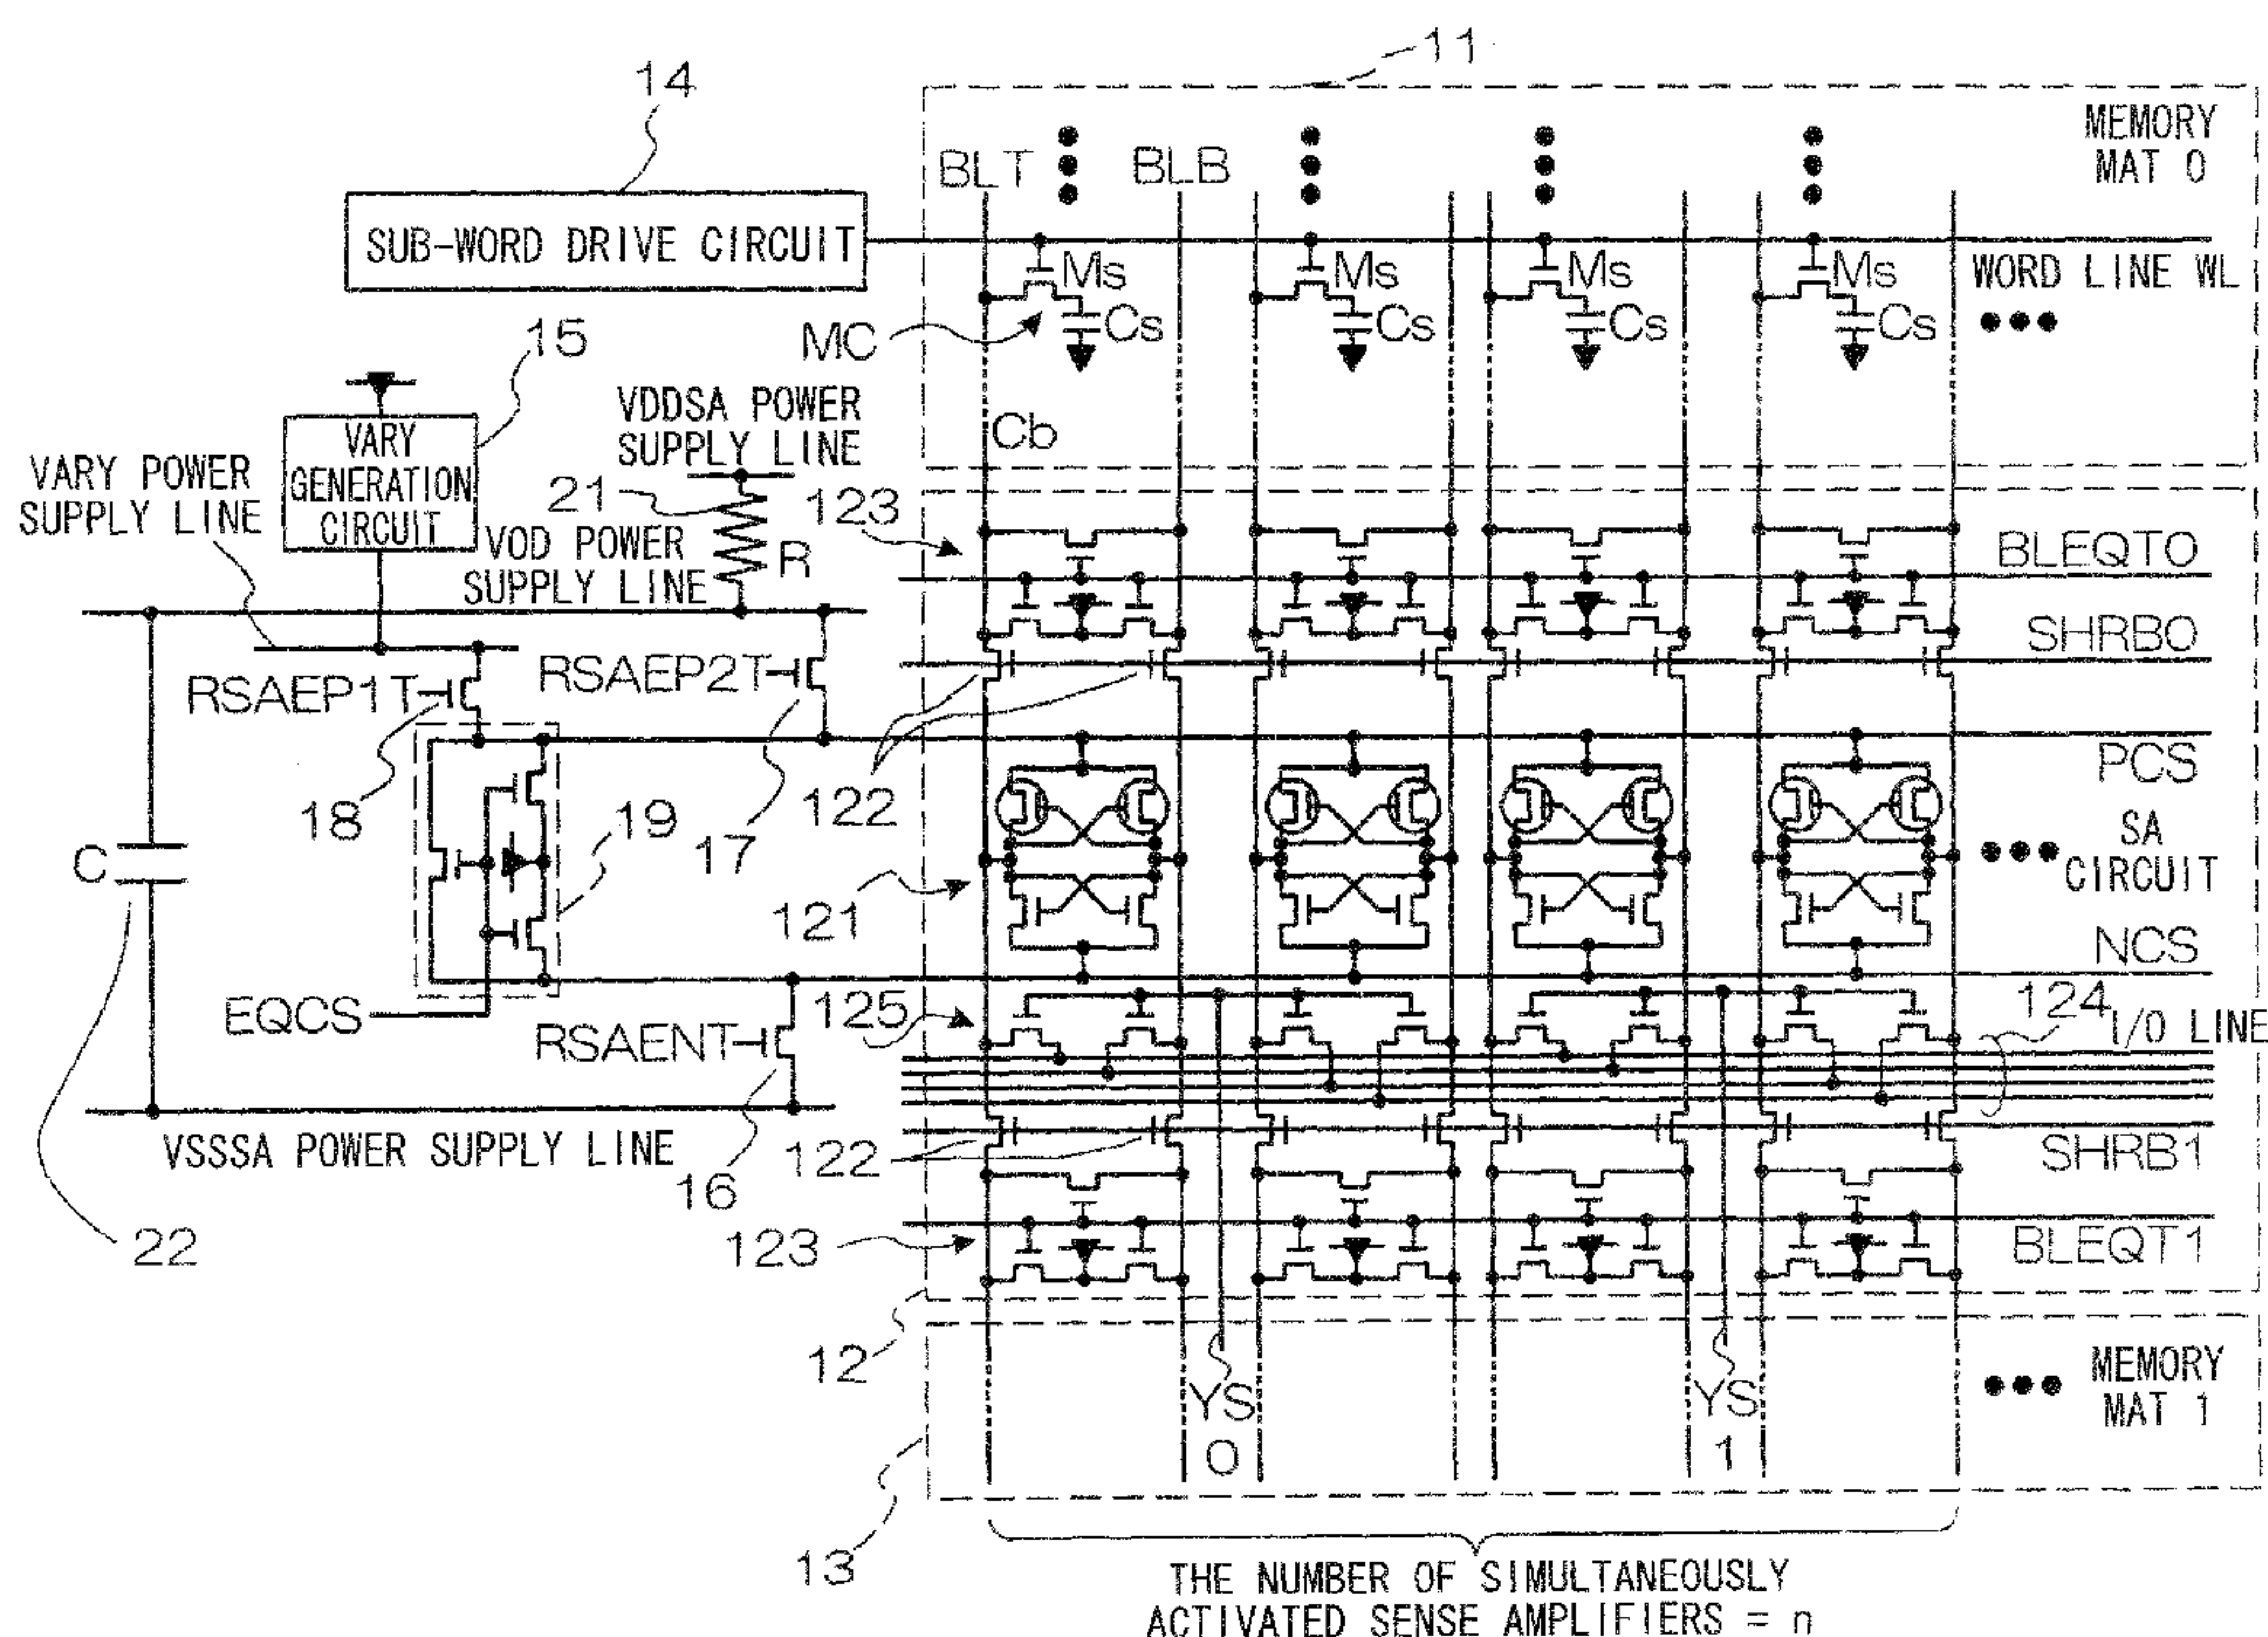 11
14
MEMORY
MAT 0
BLT
BLB
SUB-WORD DRIVE CIRCUIT
Ms
Ms
Ms
Ms
WORD LINE WL
MC
Cs
Cs
Cs
Cs
15
VDDSA POWER
SUPPLY LINE
Cb
VARY
GENERATION
CIRCUIT
VARY POWER
SUPPLY LINE
21
123
VOD POWER
SUPPLY LINE
R
BLEQT0
SHRB0
RSAEP1T
RSAEP2T
PCS
122
18
19
17
C
SA
CIRCUIT
121
NCS
EQCS
125
124
I/O LINE
RSAENT
VSSSA POWER SUPPLY LINE
122
SHRB1
16
22
123
BLEQT1
12
MEMORY
MAT 1
YS
0
YS
1
13
THE NUMBER OF SIMULTANEOUSLY
ACTIVATED SENSE AMPLIFIERS = n